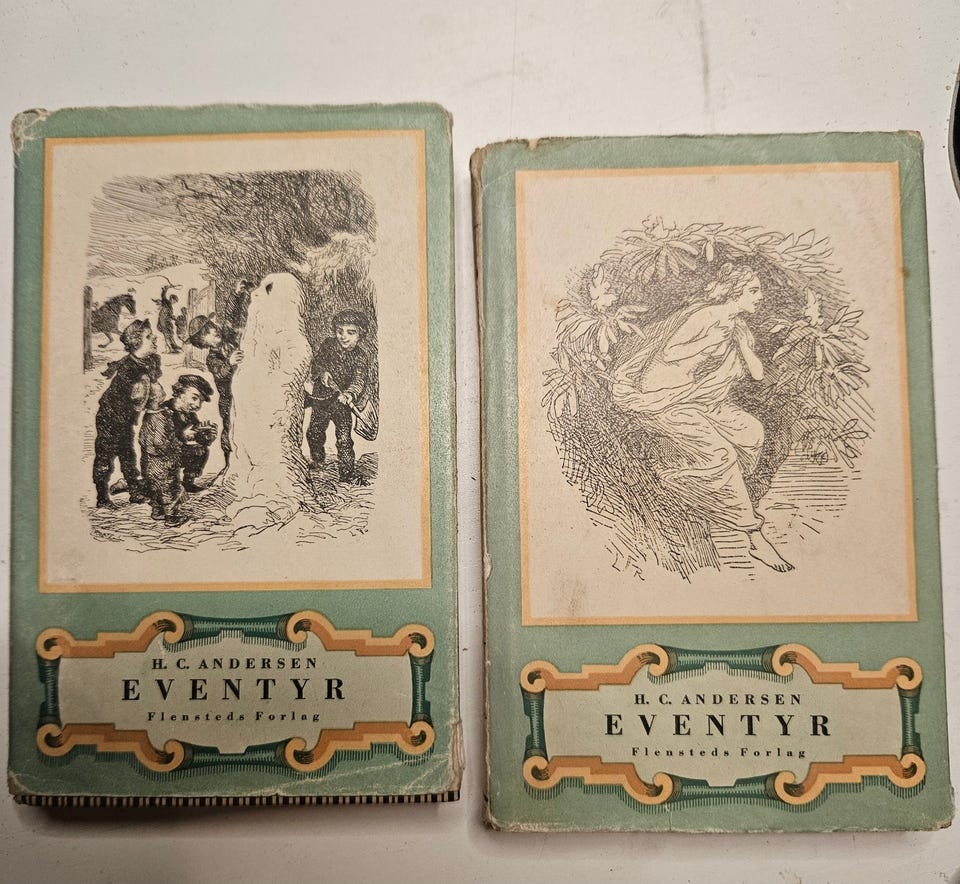 H. C. ANDERSEN
EVENTYR
Flensteds Forlag
H. C. ANDERSEN
EVENTYR
Flensteds Forlag